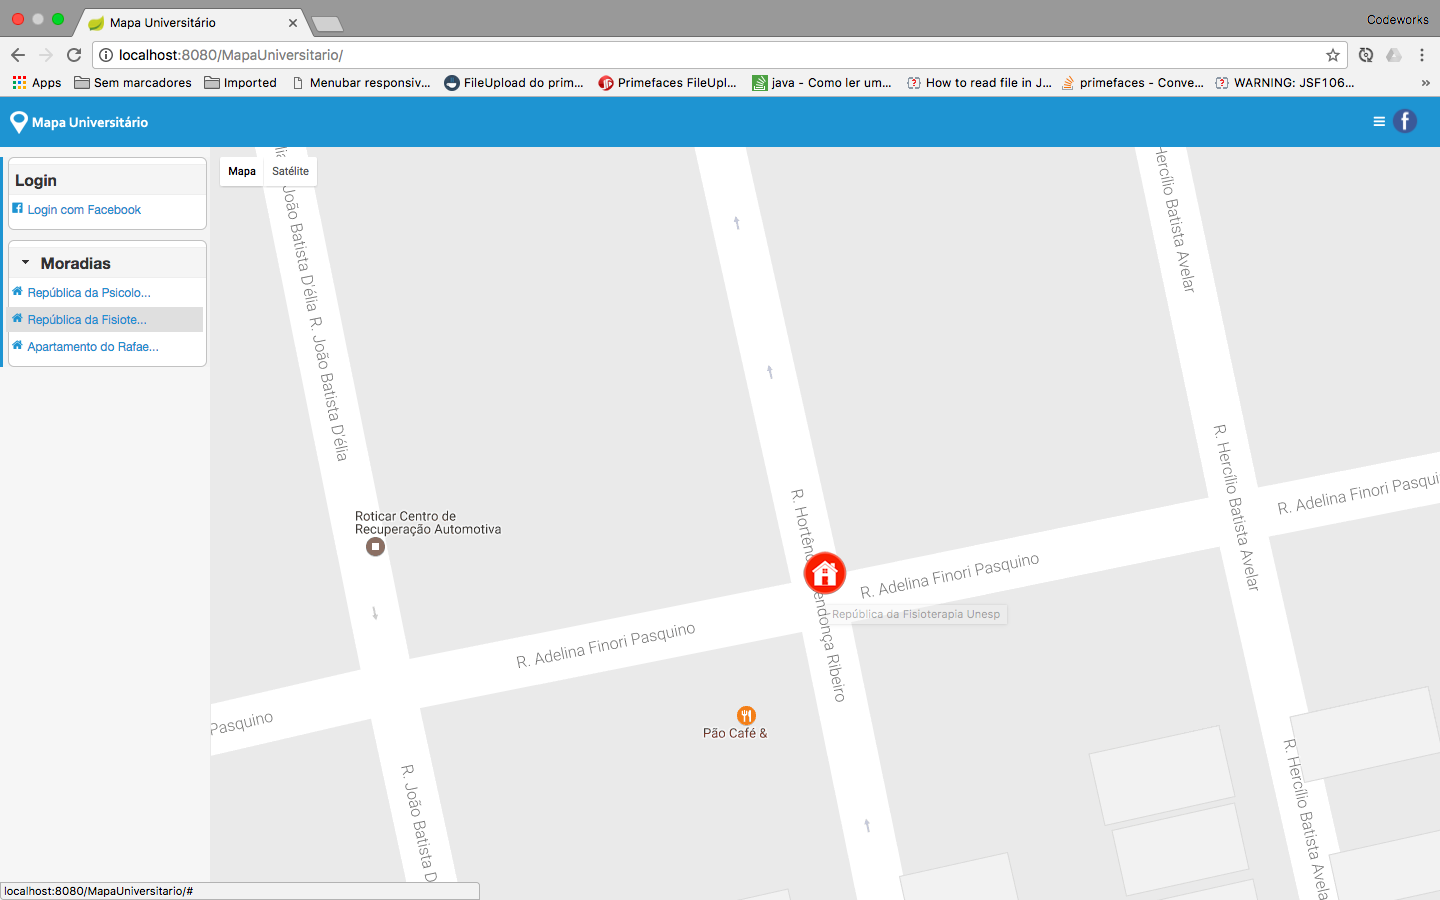 Mapa Universitário
Codeworks
localhost:8080/MapaUniversitario/
Apps
Sem marcadores
Imported
Menubar responsiv...
FileUpload do prim...
Primefaces FileUpl...
java - Como ler um...
How to read file in J...
primefaces - Conve...
WARNING: JSF106...
»
Mapa Universitário
Login
Login com Facebook
Moradias
República da Psicolo...
República da Fisiote...
Apartamento do Rafae...
Mapa
Satélite
João Batista D'élia
R. João Batista D'élia
Hercílio Batista Avelar
R. Hercílio Batista Avelar
R. Adelina Finori Pasqui
Roticar Centro de
Recuperação Automotiva
R. Hortênc
endonça Ribeiro
R. Adelina Finori Pasquino
República da Fisioterapia Unesp
R. Adelina Finori Pasquino
Pasquino
Pão Café &
R. João Batista D
R. Hercílio Batista Avela
localhost:8080/MapaUniversitario/#